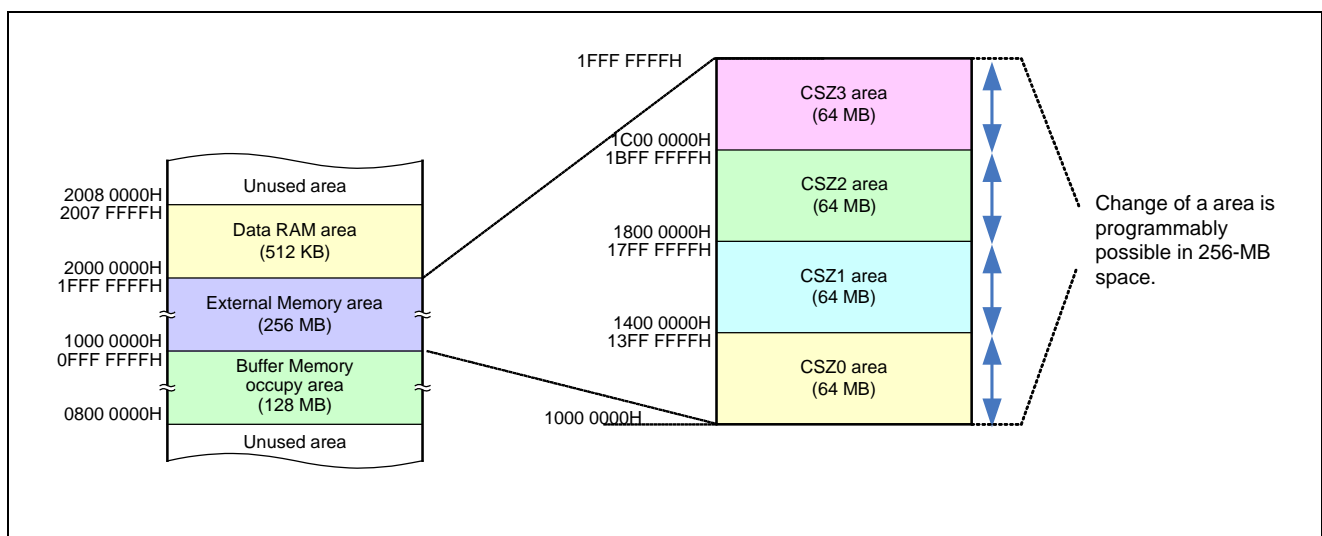 Unused area
2008 0000H
2007 FFFFH
Data RAM area
(512 KB)
2000 0000H
1FFF FFFFH
External Memory area
(256 MB)
1000 0000H
0FFF FFFFH
Buffer Memory
occupy area
(128 MB)
0800 0000H
Unused area
1FFF FFFFH
CSZ3 area
(64 MB)
1C00 0000H
1BFF FFFFH
CSZ2 area
(64 MB)
1800 0000H
17FF FFFFH
CSZ1 area
(64 MB)
1400 0000H
13FF FFFFH
CSZ0 area
(64 MB)
1000 0000H
Change of a area is
programmably
possible in 256-MB
space.